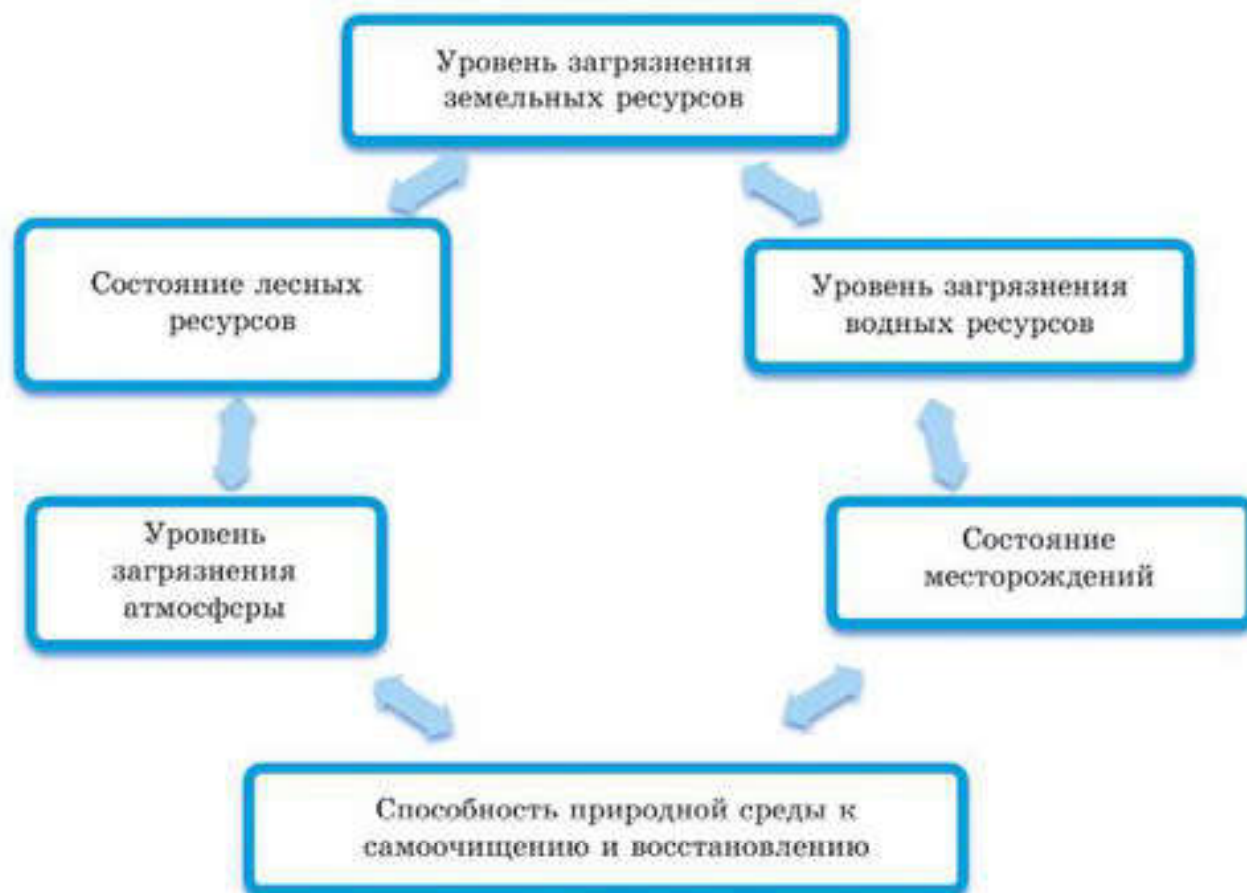 Уровень загрязнения
земельных ресурсов
Состояние лесных
ресурсов
Уровень загрязнения
водных ресурсов
Уровень
загрязнения
атмосферы
Состояние
месторождений
Способность природной среды к
самоочищению и восстановлению